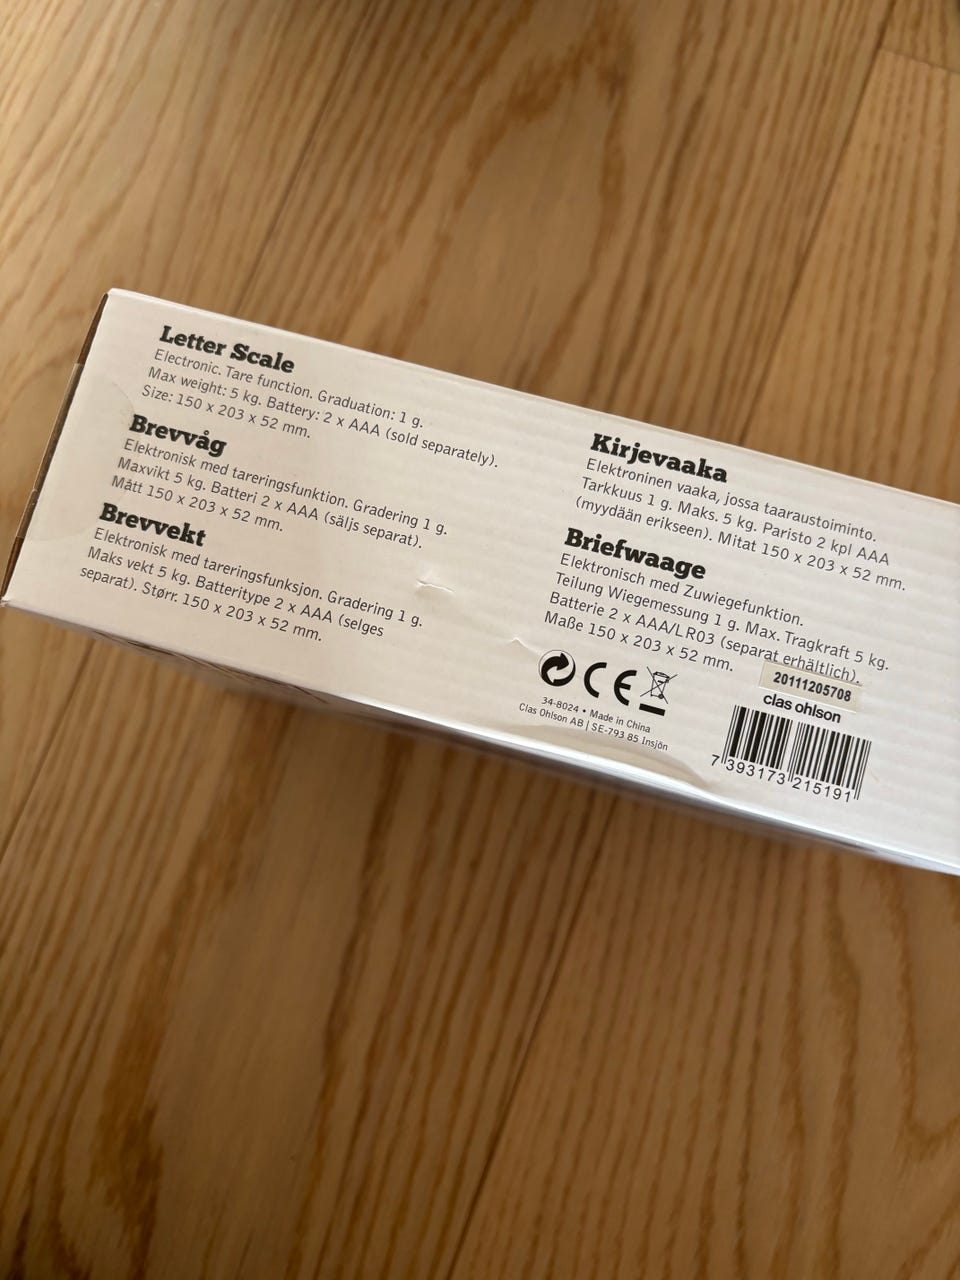 Letter Scale
Electronic. Tare function. Graduation: 1 g.
Max weight: 5 kg. Battery: 2 x AAA (sold separately).
Size: 150 x 203 x 52 mm.
Brevvåg
Elektronisk med tareringsfunktion. Gradering 1 g.
Maxvikt 5 kg. Batteri 2 x AAA (säljs separat).
Mått 150 x 203 x 52 mm.
Brevvekt
Elektronisk med tareringsfunksjon. Gradering 1 g.
Maks vekt 5 kg. Batteritype 2 x AAA (selges
separat). Størr. 150 x 203 x 52 mm.
Kirjevaaka
Elektroninen vaaka, jossa taaraustoiminto.
Tarkkuus 1 g. Maks. 5 kg. Paristo 2 kpl AAA
(myydään erikseen). Mitat 150 x 203 x 52 mm.
Briefwaage
Elektronisch med Zuwiegefunktion.
Teilung Wiegemessung 1 g. Max. Tragkraft 5 kg.
Batterie 2 x AAA/LR03 (separat erhältlich).
Maße 150 x 203 x 52 mm.
CE
34-8024 • Made in China
Clas Ohlson AB | SE-793 85 Insjön
20111205708
clas ohlson
7 393173 215191